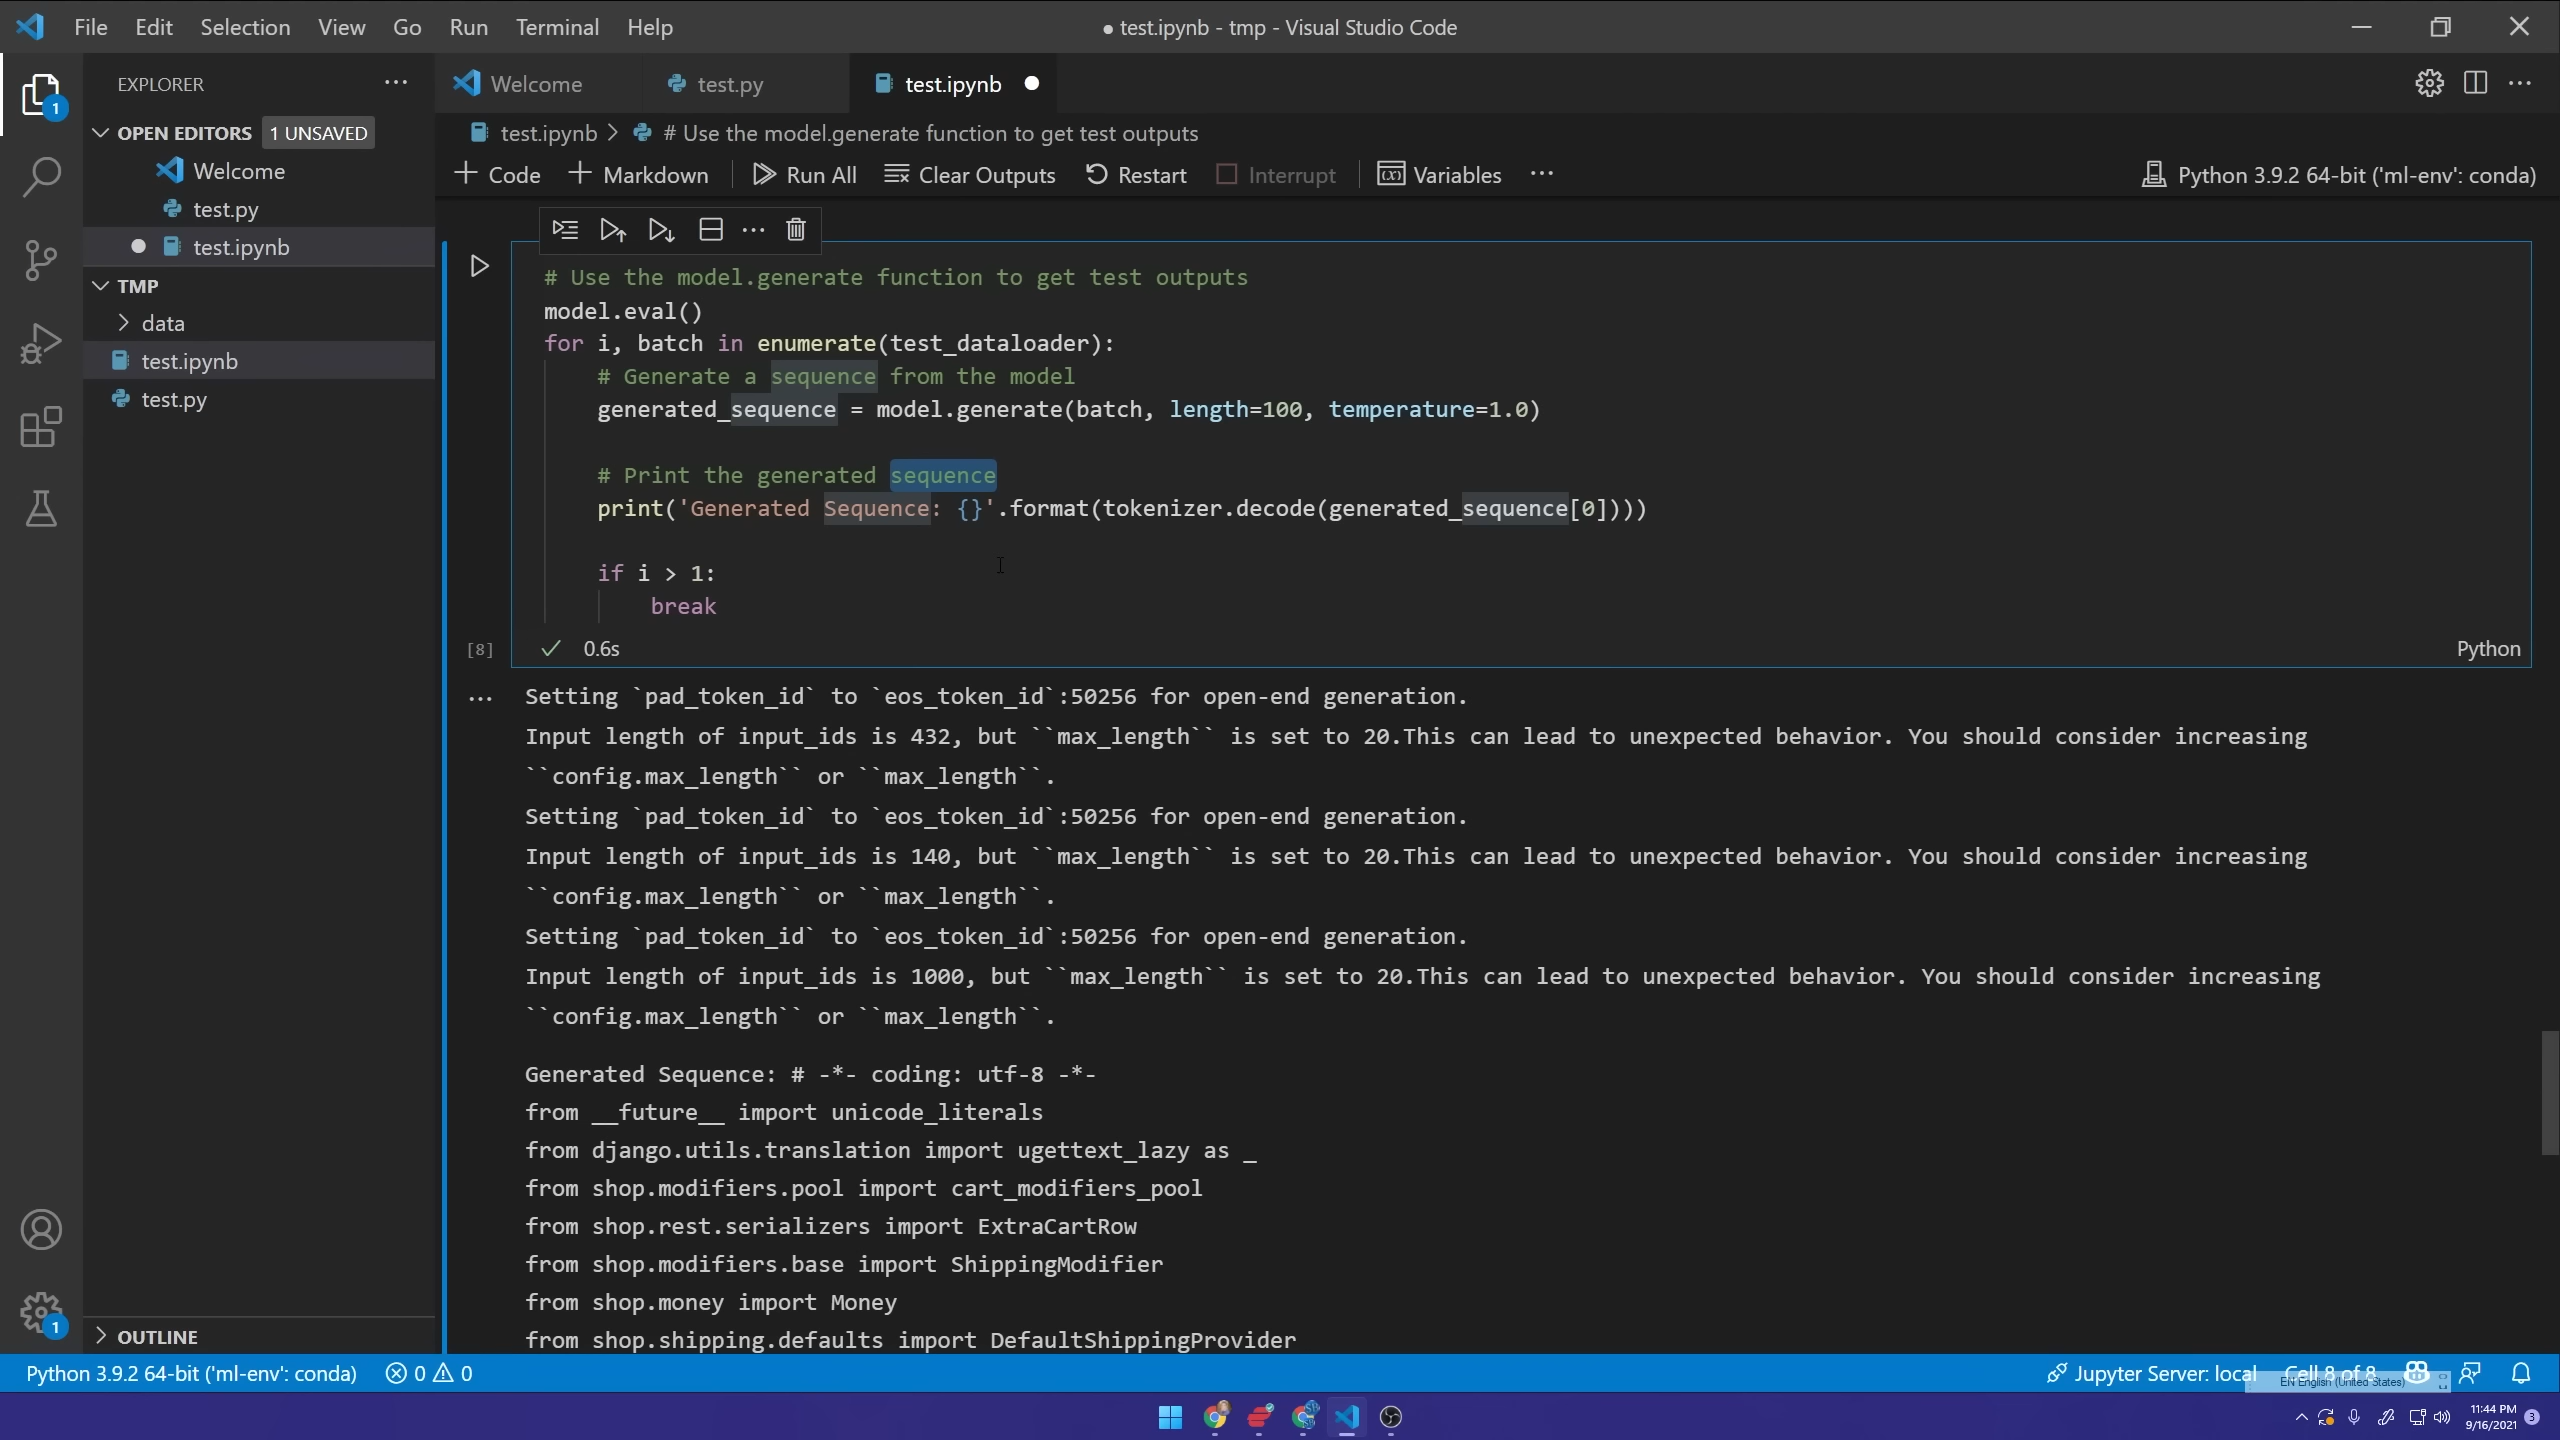 File Edit Selection View Go Run Terminal Help
● test.ipynb - tmp - Visual Studio Code
EXPLORER
OPEN EDITORS 1 UNSAVED
Welcome
test.py
test.ipynb
TMP
data
test.ipynb
test.py
OUTLINE
Welcome test.py test.ipynb
test.ipynb > # Use the model.generate function to get test outputs
+ Code + Markdown Run All Clear Outputs Restart Interrupt Variables ... Python 3.9.2 64-bit ('ml-env': conda)
# Use the model.generate function to get test outputs
model.eval()
for i, batch in enumerate(test_dataloader):
# Generate a sequence from the model
generated_sequence = model.generate(batch, length=100, temperature=1.0)
# Print the generated sequence
print('Generated Sequence: {}'.format(tokenizer.decode(generated_sequence[0])))
if i > 1:
break
[8] ✓ 0.6s Python
Setting `pad_token_id` to `eos_token_id`:50256 for open-end generation.
Input length of input_ids is 432, but ``max_length`` is set to 20.This can lead to unexpected behavior. You should consider increasing
``config.max_length`` or ``max_length``.
Setting `pad_token_id` to `eos_token_id`:50256 for open-end generation.
Input length of input_ids is 140, but ``max_length`` is set to 20.This can lead to unexpected behavior. You should consider increasing
``config.max_length`` or ``max_length``.
Setting `pad_token_id` to `eos_token_id`:50256 for open-end generation.
Input length of input_ids is 1000, but ``max_length`` is set to 20.This can lead to unexpected behavior. You should consider increasing
``config.max_length`` or ``max_length``.
Generated Sequence: # -*- coding: utf-8 -*-
from __future__ import unicode_literals
from django.utils.translation import ugettext_lazy as _
from shop.modifiers.pool import cart_modifiers_pool
from shop.rest.serializers import ExtraCartRow
from shop.modifiers.base import ShippingModifier
from shop.money import Money
from shop.shipping.defaults import DefaultShippingProvider
Python 3.9.2 64-bit ('ml-env': conda) 0 0 Jupyter Server: local Cell 8 of 8
EN English (United States)
11:44 PM
9/16/2021
3
1
1